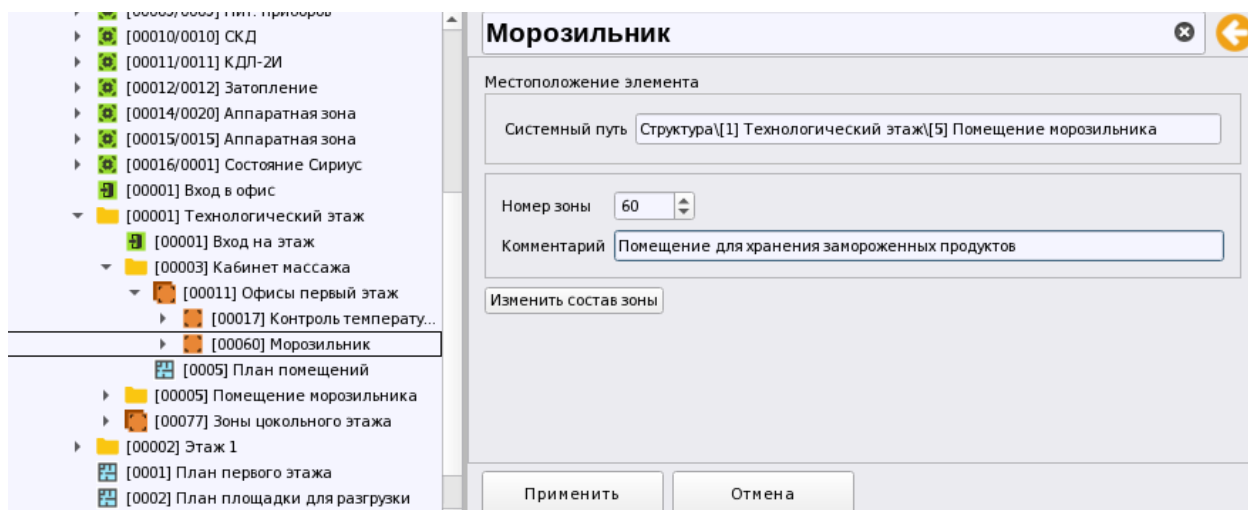 [00010/0010] СКД
[00011/0011] КДЛ-2И
[00012/0012] Затопление
[00014/0020] Аппаратная зона
[00015/0015] Аппаратная зона
[00016/0001] Состояние Сириус
[00001] Вход в офис
[00001] Технологический этаж
[00001] Вход на этаж
[00003] Кабинет массажа
[00011] Офисы первый этаж
[00017] Контроль температу...
[00060] Морозильник
[0005] План помещений
[00005] Помещение морозильника
[00077] Зоны цокольного этажа
[00002] Этаж 1
[0001] План первого этажа
[0002] План площадки для разгрузки
Морозильник
Местоположение элемента
Системный путь Структура\[1] Технологический этаж\[5] Помещение морозильника
Номер зоны 60
Комментарий Помещение для хранения замороженных продуктов
Изменить состав зоны
Применить Отмена